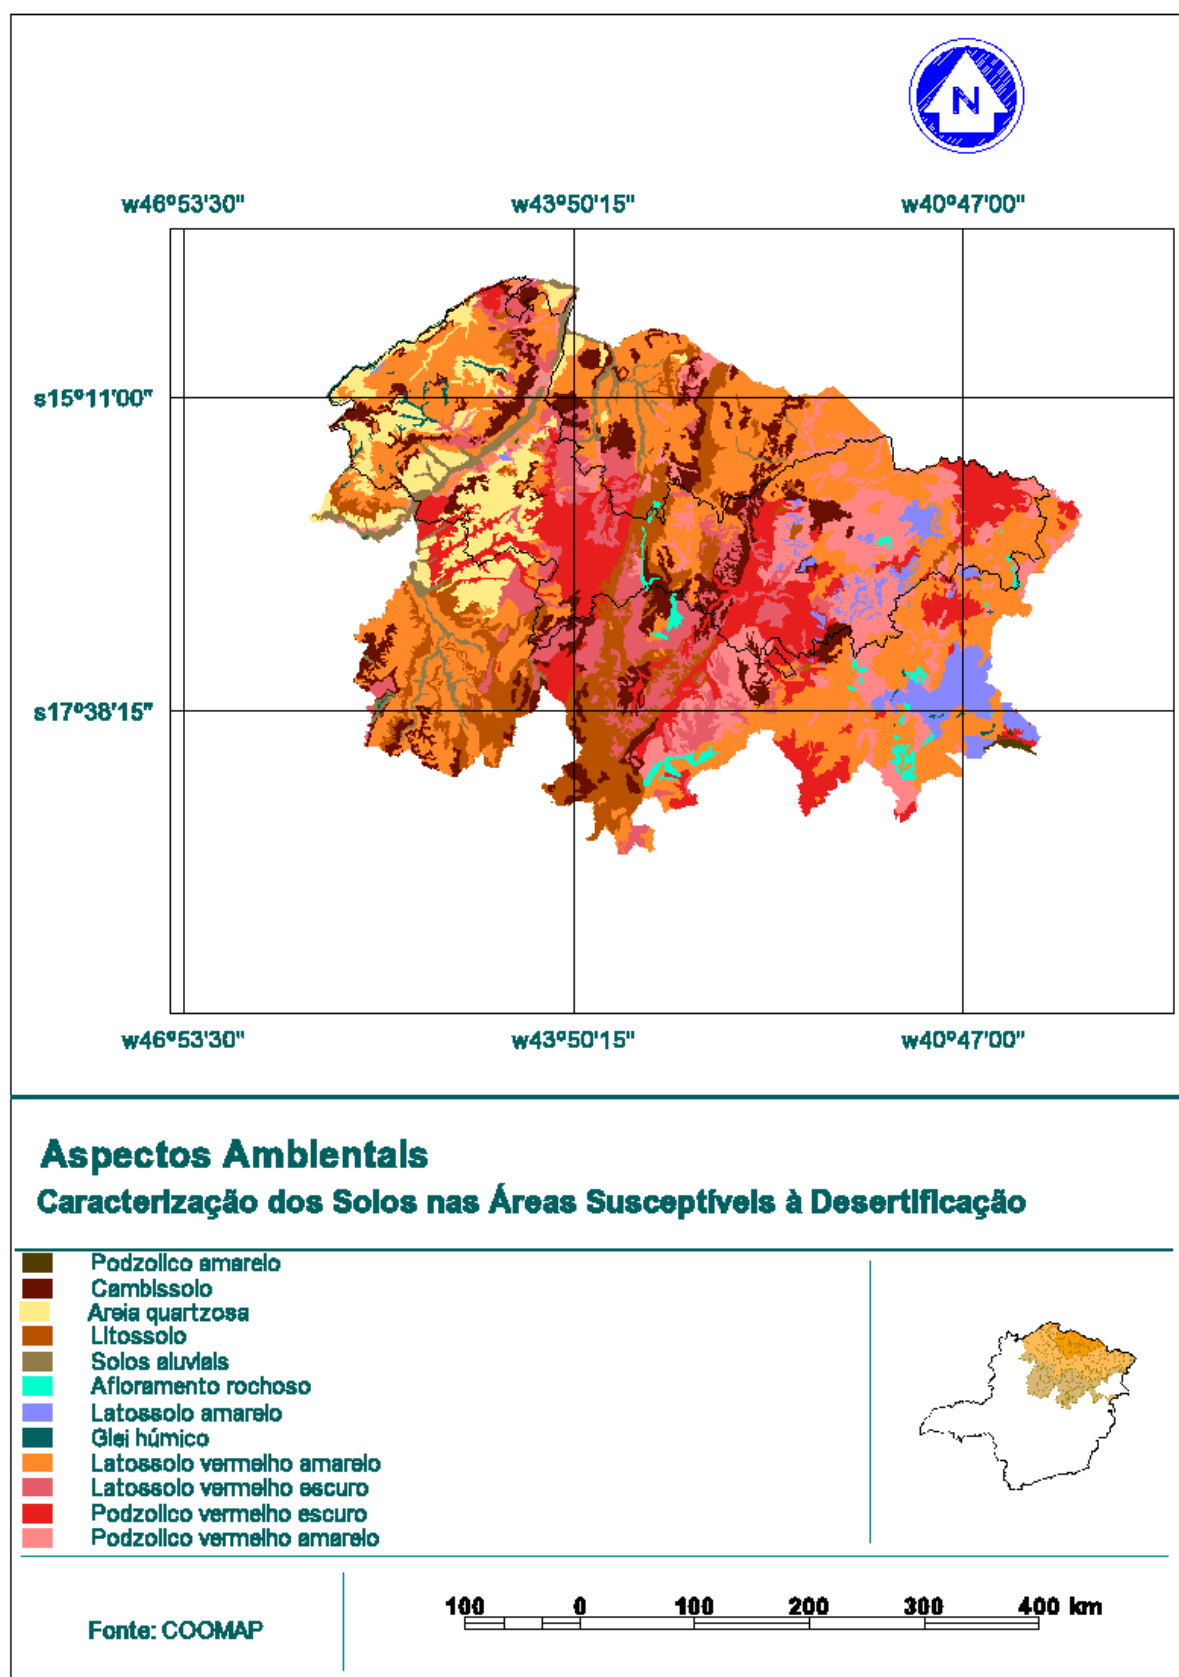 N
w46º53'30" w43º50'15" w40º47'00"
s15º11'00"
s17º38'15"
w46º53'30" w43º50'15" w40º47'00"
Aspectos Ambientais
Caracterização dos Solos nas Áreas Susceptíveis à Desertificação
Podzolico amarelo
Cambissolo
Areia quartzosa
Litossolo
Solos aluviais
Afloramento rochoso
Latossolo amarelo
Glei húmico
Latossolo vermelho amarelo
Latossolo vermelho escuro
Podzolico vermelho escuro
Podzolico vermelho amarelo
Fonte: COOMAP
100 0 100 200 300 400 km